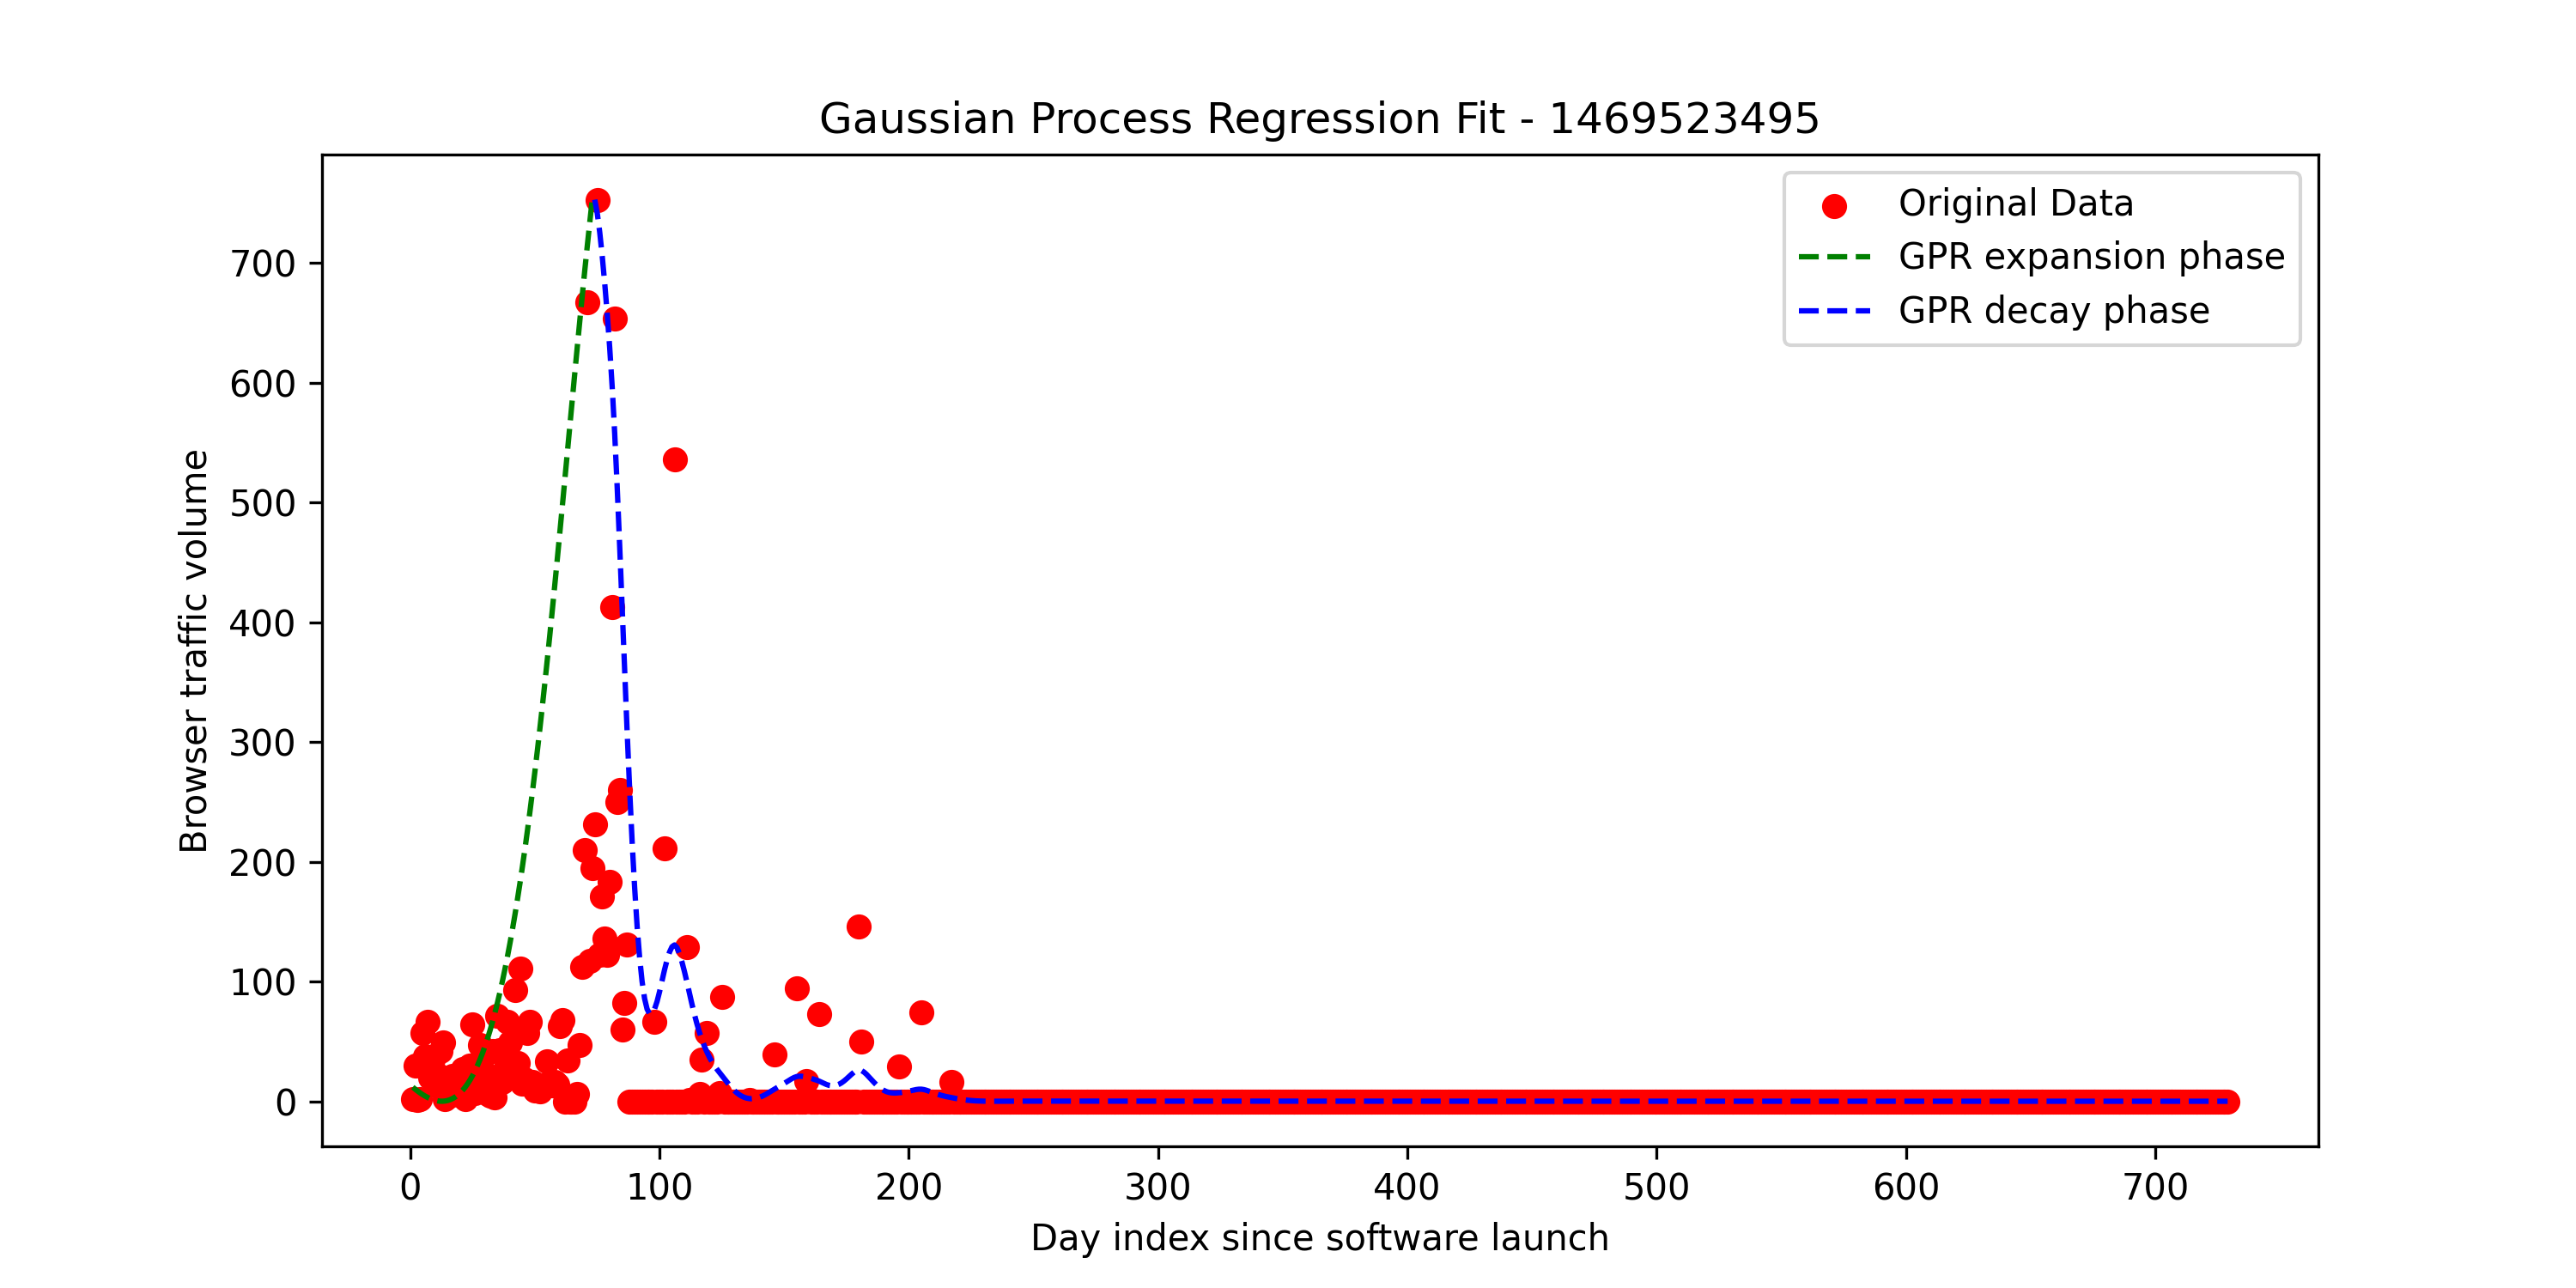 Gaussian Process Regression Fit - 1469523495
Original Data
GPR expansion phase
GPR decay phase
Browser traffic volume
700
600
500
400
300
200
100
0
0 100 200 300 400 500 600 700
Day index since software launch